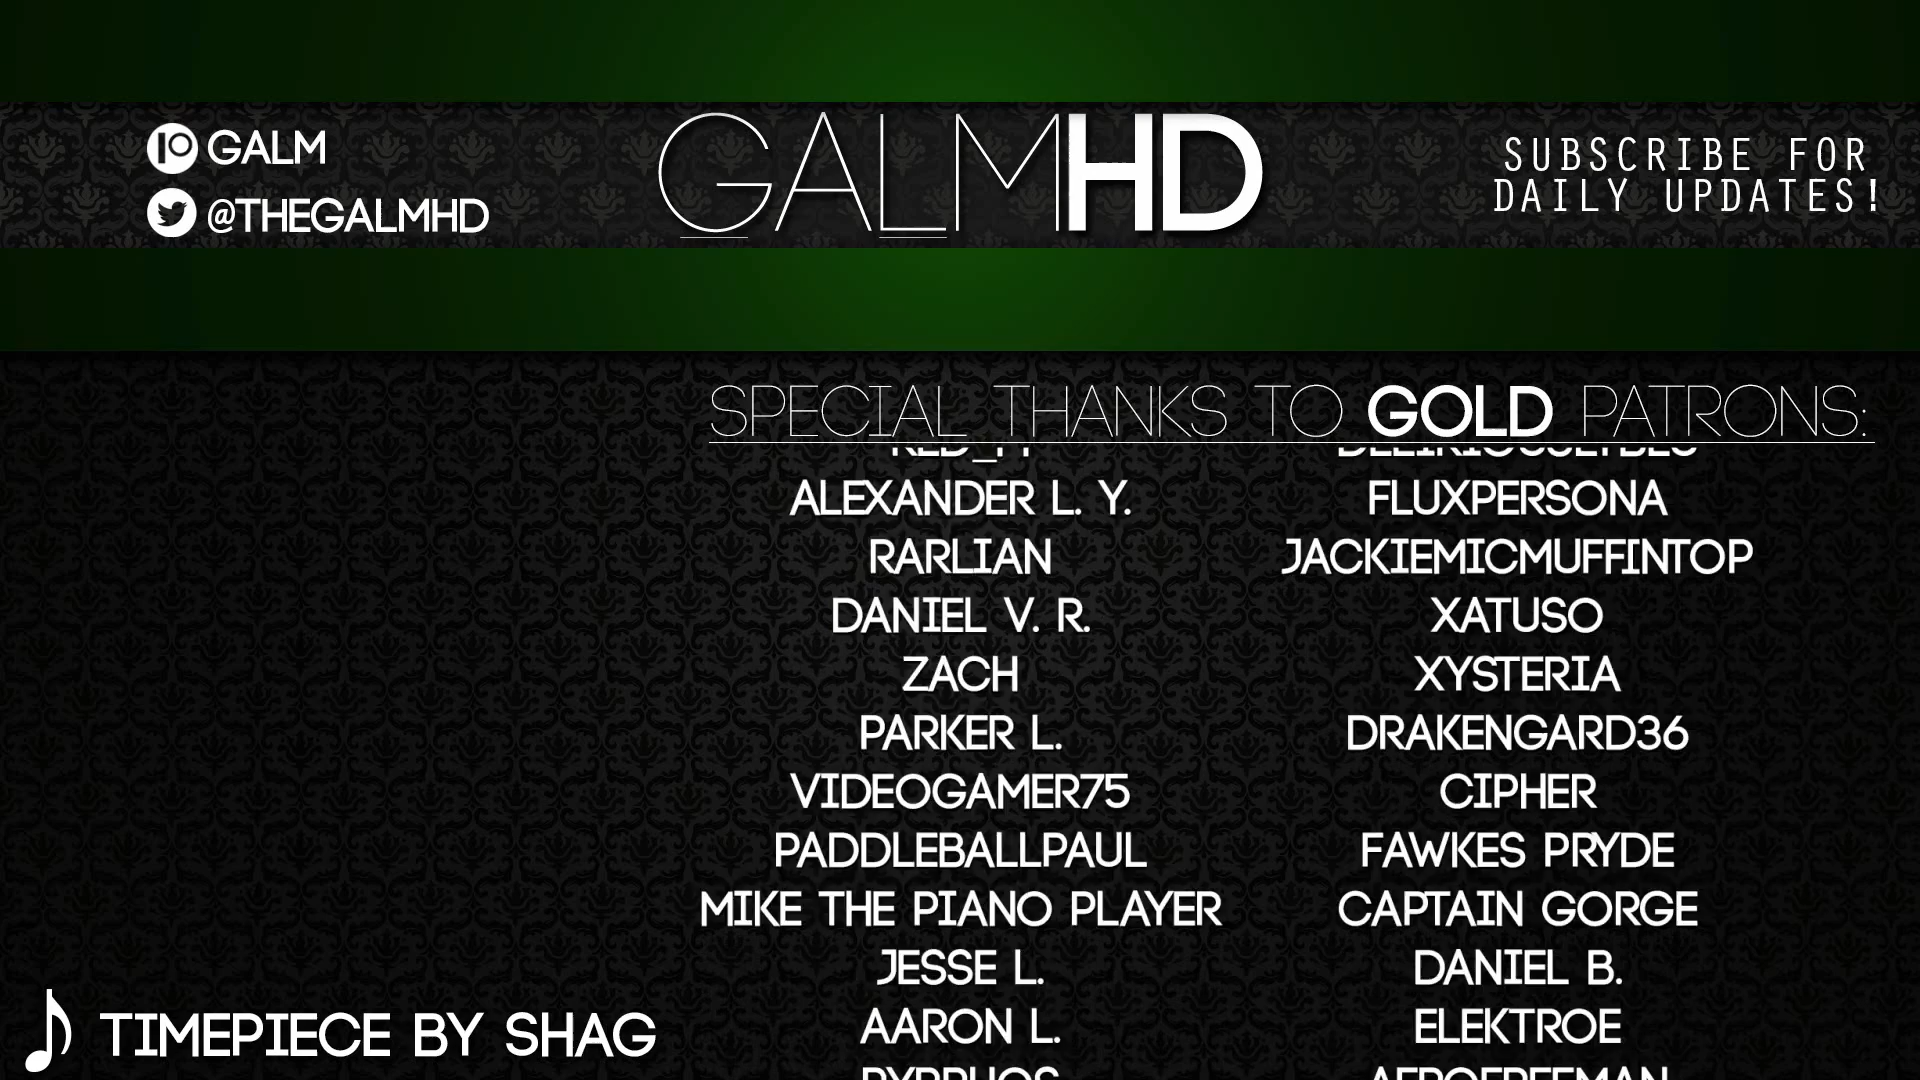 GALM
@THEGALMHD
GALMHD
SUBSCRIBE FOR
DAILY UPDATES!
SPECIAL THANKS TO GOLD PATRONS:
ALEXANDER L. Y.
FLUXPERSONA
RARLIAN
JACKIEMICMUFFINTOP
DANIEL V. R.
XATUSO
ZACH
XYSTERIA
PARKER L.
DRAKENGARD36
VIDEOGAMER75
CIPHER
PADDLEBALLPAUL
FAWKES PRYDE
MIKE THE PIANO PLAYER
CAPTAIN GORGE
JESSE L.
DANIEL B.
AARON L.
ELEKTROE
TIMEPIECE BY SHAG